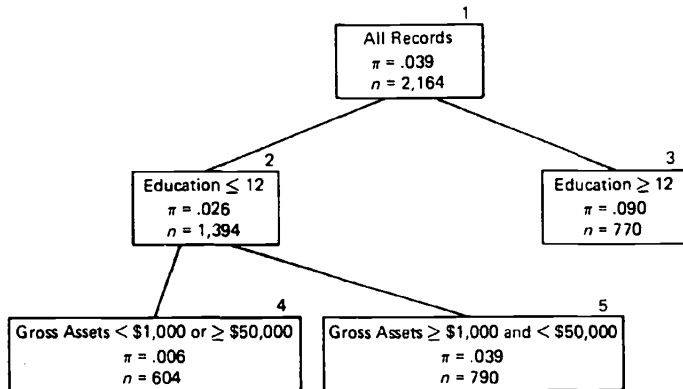 1
All Records
π = .039
n = 2,164
2
Education ≤ 12
π = .026
n = 1,394
3
Education ≥ 12
π = .090
n = 770
4
Gross Assets < $1,000 or ≥ $50,000
π = .006
n = 604
5
Gross Assets ≥ $1,000 and < $50,000
π = .039
n = 790